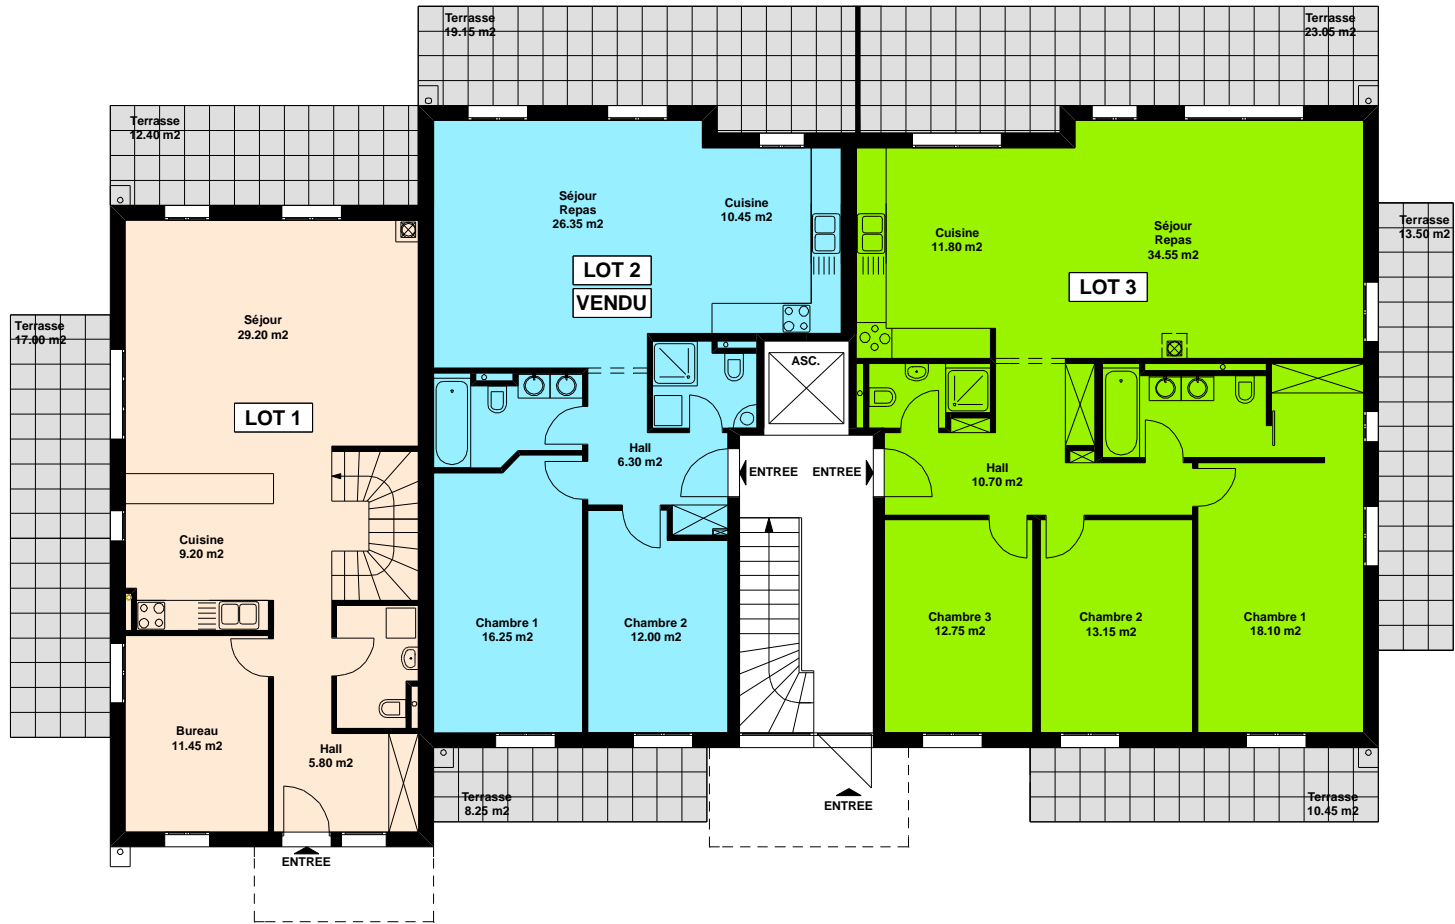 Terrasse
19.15 m2
Terrasse
23.05 m2
Terrasse
12.40 m2
Séjour
Repas
26.35 m2
Cuisine
10.45 m2
LOT 2
VENDU
Cuisine
11.80 m2
Séjour
Repas
34.55 m2
LOT 3
Terrasse
13.50 m2
Terrasse
17.00 m2
Séjour
29.20 m2
LOT 1
ASC.
Hall
6.30 m2
ENTREE
ENTREE
Hall
10.70 m2
Cuisine
9.20 m2
Chambre 1
16.25 m2
Chambre 2
12.00 m2
Chambre 3
12.75 m2
Chambre 2
13.15 m2
Chambre 1
18.10 m2
Bureau
11.45 m2
Hall
5.80 m2
Terrasse
8.25 m2
ENTREE
Terrasse
10.45 m2
ENTREE